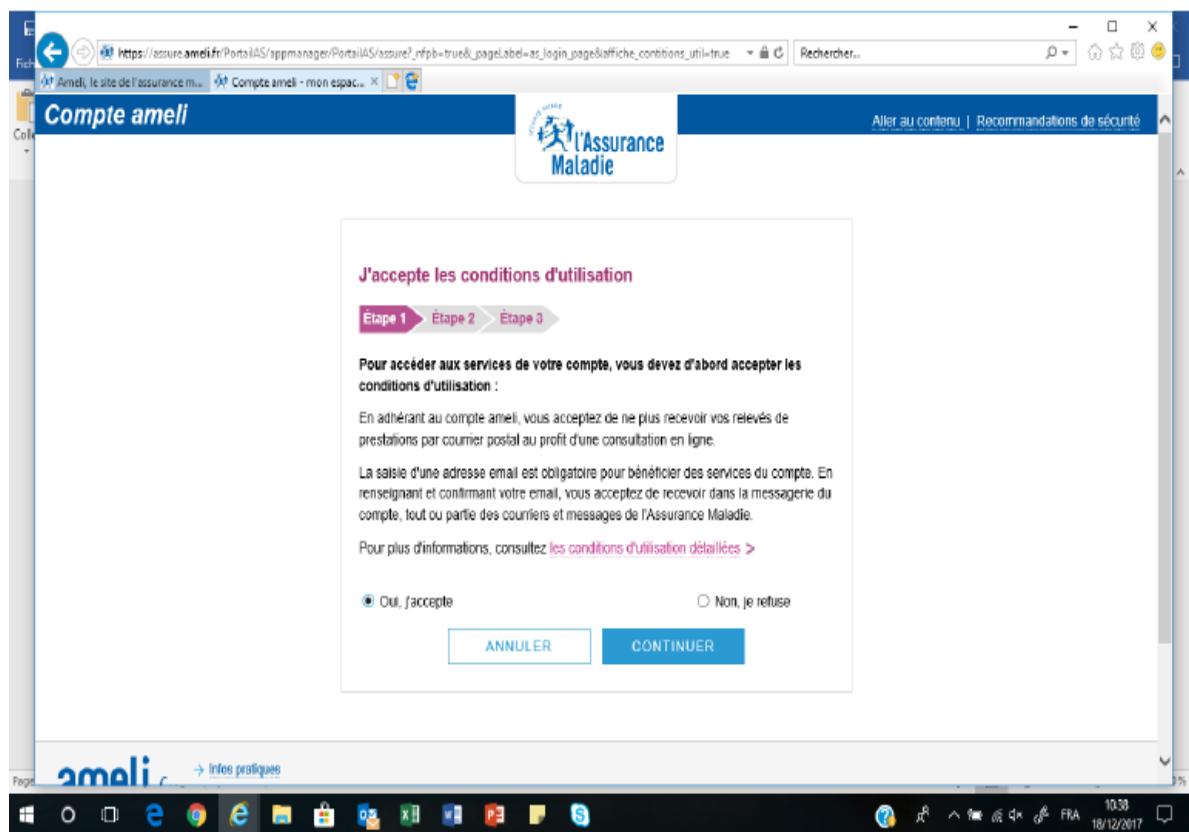 https://assure.ameli.fr/PortailAS/appmanager/PortailAS/assure?_nfpb=true&_pageLabel=as_login_page&affiche_contitions_util=true
Rechercher...
Ameli, le site de l'assurance m...
Compte ameli - mon espac...
Compte ameli
l'Assurance
Maladie
Aller au contenu | Recommandations de sécurité
J'accepte les conditions d'utilisation
Étape 1 Étape 2 Étape 3
Pour accéder aux services de votre compte, vous devez d'abord accepter les
conditions d'utilisation :
En adhérant au compte ameli, vous acceptez de ne plus recevoir vos relevés de
prestations par courrier postal au profit d'une consultation en ligne.
La saisie d'une adresse email est obligatoire pour bénéficier des services du compte. En
renseignant et confirmant votre email, vous acceptez de recevoir dans la messagerie du
compte, tout ou partie des courriers et messages de l'Assurance Maladie.
Pour plus d'informations, consultez les conditions d'utilisation détaillées >
Oui, j'accepte
Non, je refuse
ANNULER
CONTINUER
ameli
Infos pratiques
FRA
10:38
18/12/2017